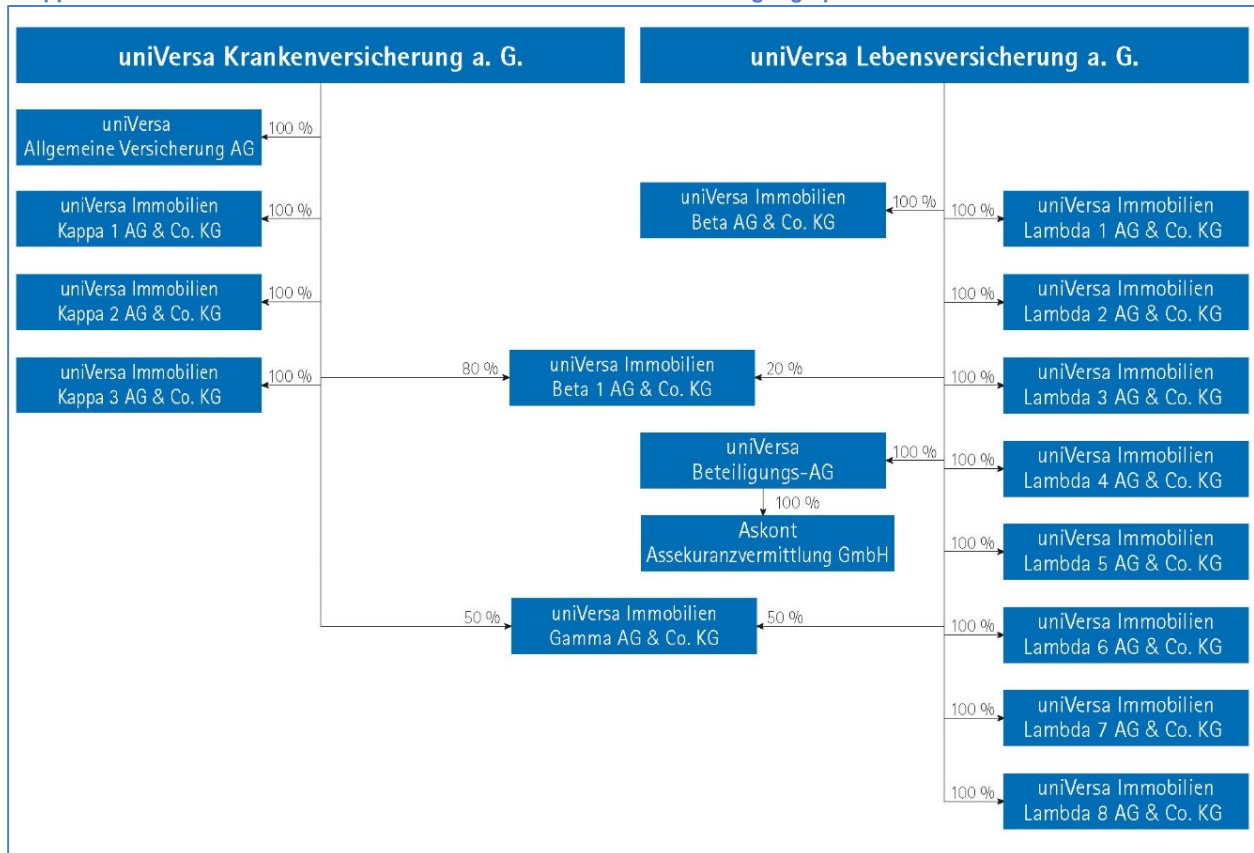 uniVersa Krankenversicherung a. G.
uniVersa Lebensversicherung a. G.
uniVersa
Allgemeine Versicherung AG
100 %
uniVersa Immobilien
Kappa 1 AG & Co. KG
100 %
uniVersa Immobilien
Beta AG & Co. KG
100 %
100 %
uniVersa Immobilien
Lambda 1 AG & Co. KG
uniVersa Immobilien
Kappa 2 AG & Co. KG
100 %
100 %
uniVersa Immobilien
Lambda 2 AG & Co. KG
uniVersa Immobilien
Kappa 3 AG & Co. KG
100 %
80 %
uniVersa Immobilien
Beta 1 AG & Co. KG
20 %
100 %
uniVersa Immobilien
Lambda 3 AG & Co. KG
uniVersa
Beteiligungs-AG
100 %
100 %
uniVersa Immobilien
Lambda 4 AG & Co. KG
100 %
Askont
Assekuranzvermittlung GmbH
100 %
uniVersa Immobilien
Lambda 5 AG & Co. KG
50 %
uniVersa Immobilien
Gamma AG & Co. KG
50 %
100 %
uniVersa Immobilien
Lambda 6 AG & Co. KG
100 %
uniVersa Immobilien
Lambda 7 AG & Co. KG
100 %
uniVersa Immobilien
Lambda 8 AG & Co. KG